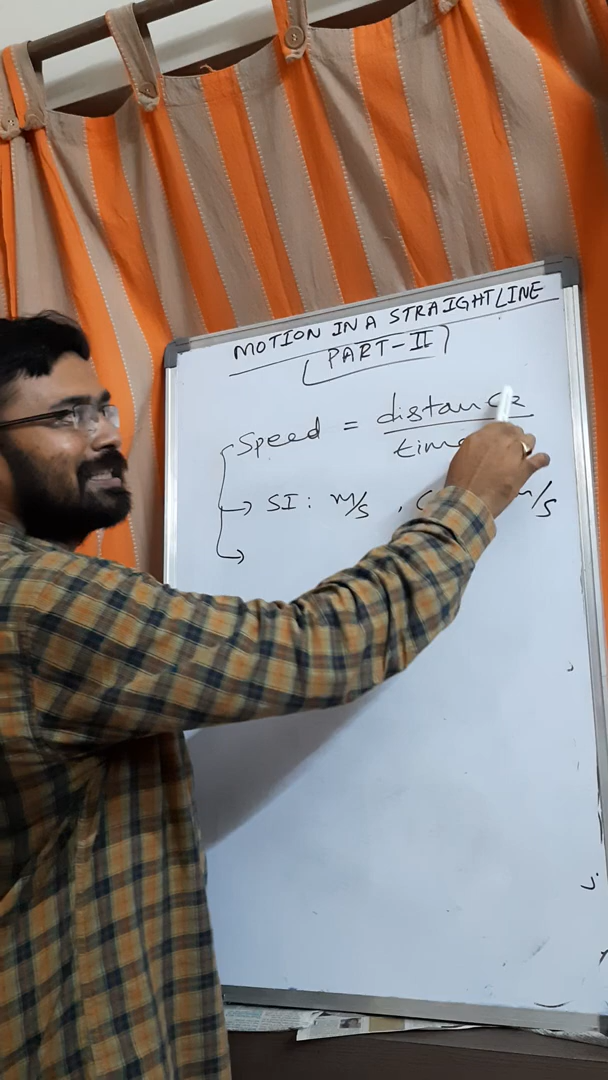 MOTION IN A STRAIGHT LINE
PART-II
Speed = distance
time
→ SI: m/s ,